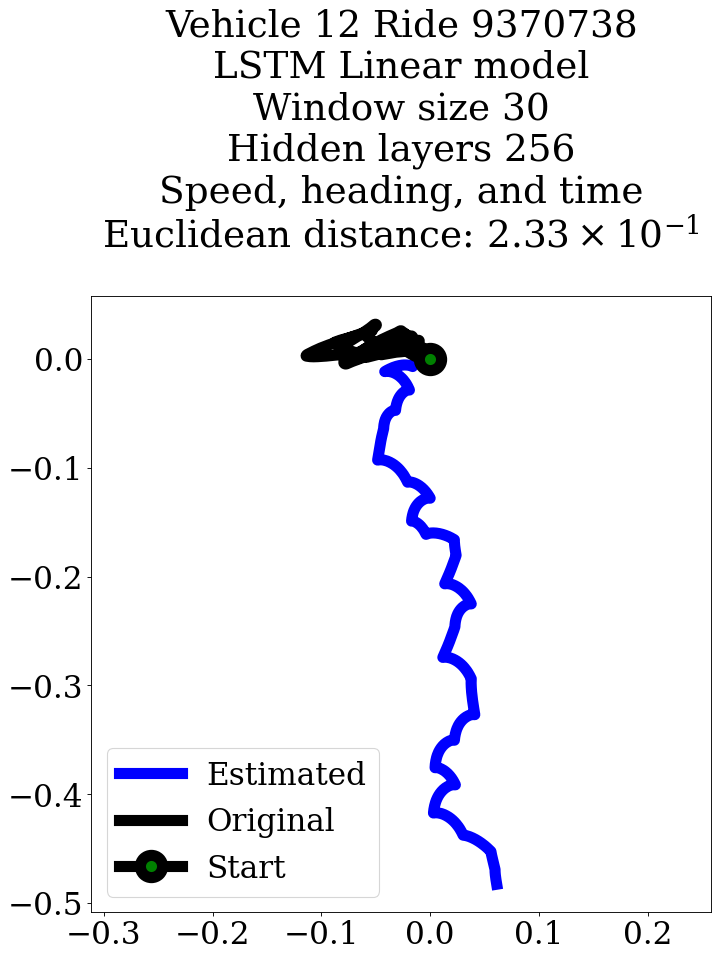 Vehicle 12 Ride 9370738
LSTM Linear model
Window size 30
Hidden layers 256
Speed, heading, and time
Euclidean distance: 2.33 × 10⁻¹
0.0
−0.1
−0.2
−0.3
−0.4
−0.5
Estimated
Original
Start
−0.3 −0.2 −0.1 0.0 0.1 0.2